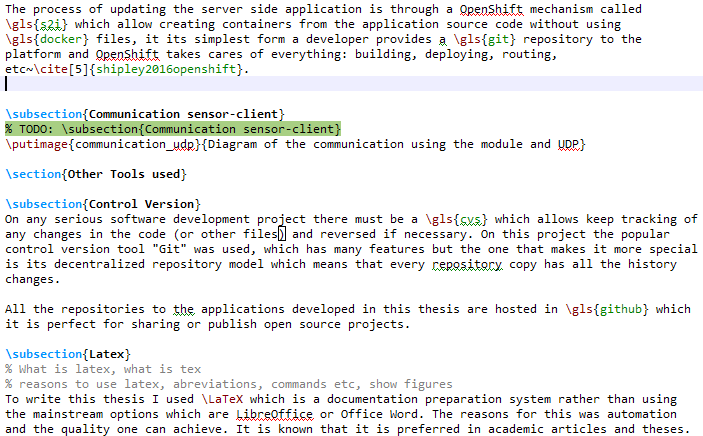 The process of updating the server side application is through a OpenShift mechanism called
\gls{s2i} which allow creating containers from the application source code without using
\gls{docker} files, it its simplest form a developer provides a \gls{git} repository to the
platform and OpenShift takes care of everything: building, deploying, routing,
etc~\cite[5]{shipley2016openshift}.
\subsection{Communication sensor-client}
% TODO: \subsection{Communication sensor-client}
\putimage{communication_udp}{Diagram of the communication using the module and UDP}
\section{Other Tools used}
\subsection{Control Version}
On any serious software development project there must be a \gls{cvs} which allows keep tracking of
any changes in the code (or other files) and reversed if necessary. On this project the popular
control version tool "Git" was used, which has many features but the one that makes it more special
is its decentralized repository model which means that every repository copy has all the history
changes.
All the repositories to the applications developed in this thesis are hosted in \gls{github} which
it is perfect for sharing or publish open source projects.
\subsection{Latex}
% What is latex, what is tex
% reasons to use latex, abreviations, commands etc, show figures
To write this thesis I used \LaTeX which is a documentation preparation system rather than using
the mainstream options which are LibreOffice or Office Word. The reasons for this was automation
and the quality one can achieve. It is known that it is preferred in academic articles and theses.